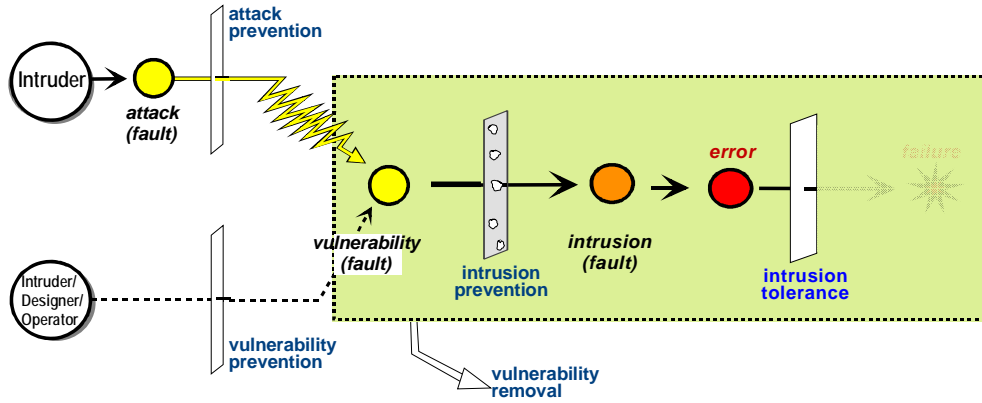 attack
prevention
Intruder
attack
(fault)
error
failure
vulnerability
(fault)
intrusion
(fault)
intrusion
prevention
intrusion
tolerance
Intruder/
Designer/
Operator
vulnerability
prevention
vulnerability
removal